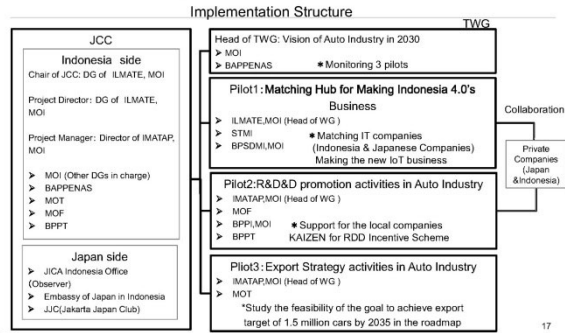 Implementation Structure
JCC
Indonesia side
Chair of JCC: DG of ILMATE, MOI
Project Director: DG of ILMATE,
MOI
Project Manager: Director of IMATAP,
MOI
➢ MOI (Other DGs in charge)
➢ BAPPENAS
➢ MOT
➢ MOF
➢ BPPT
Japan side
➢ JICA Indonesia Office
(Observer)
➢ Embassy of Japan in Indonesia
➢ JJC(Jakarta Japan Club)
TWG
Head of TWG: Vision of Auto Industry in 2030
➢ MOI
➢ BAPPENAS ∗Monitoring 3 pilots
Pilot1:Matching Hub for Making Indonesia 4.0's
Business
➢ ILMATE,MOI (Head of WG )
➢ STMI ∗Matching IT companies
➢ BPSDMI,MOI (Indonesia & Japanese Companies)
Making the new IoT business
Pilot2:R&D&D promotion activities in Auto Industry
➢ IMATAP,MOI (Head of WG )
➢ MOF
➢ BPPI,MOI ∗Support for the local companies
➢ BPPT KAIZEN for RDD Incentive Scheme
Pliot3:Export Strategy activities in Auto Industry
➢ IMATAP,MOI (Head of WG )
➢ MOT
*Study the feasibility of the goal to achieve export
target of 1.5 million cars by 2035 in the roadmap
Collaboration
Private
Companies
(Japan
&Indonesia)
17